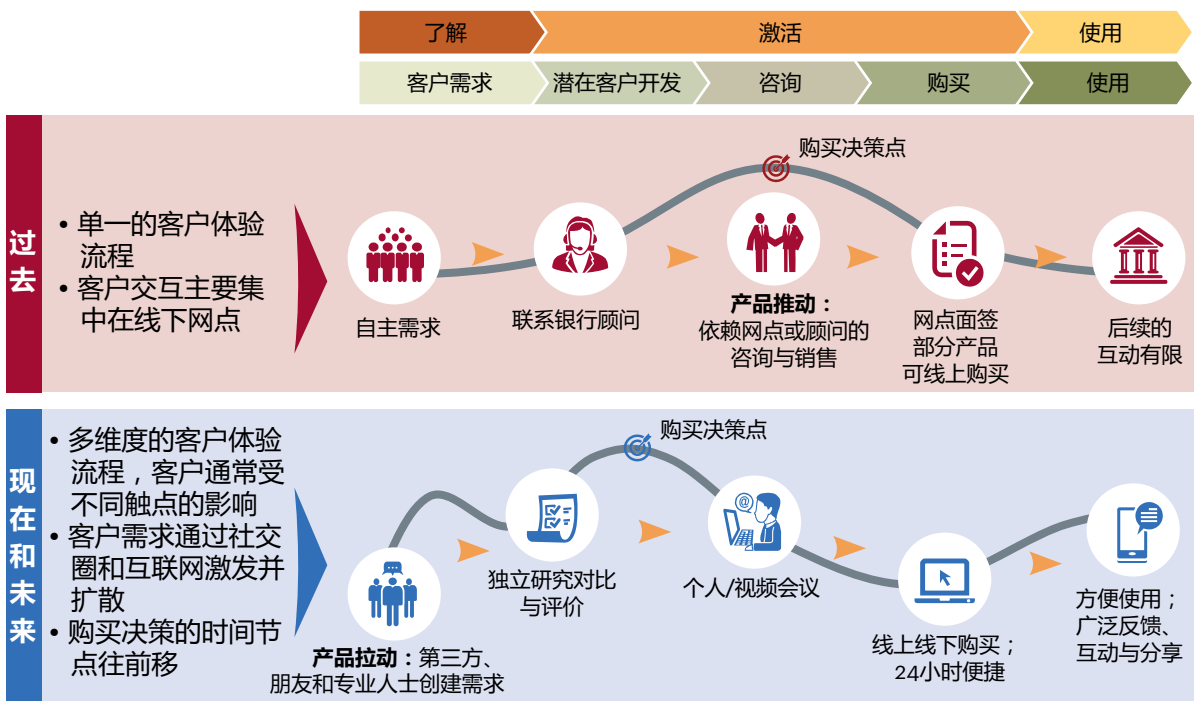 了解
激活
使用
客户需求
潜在客户开发
咨询
购买
使用
过去
• 单一的客户体验
流程
• 客户交互主要集
中在线下网点
购买决策点
自主需求
联系银行顾问
产品推动：
依赖网点或顾问的
咨询与销售
网点面签
部分产品
可线上购买
后续的
互动有限
现在和未来
• 多维度的客户体验
流程，客户通常受
不同触点的影响
• 客户需求通过社交
圈和互联网激发并
扩散
• 购买决策的时间节
点往前移
购买决策点
@
产品拉动：第三方、
朋友和专业人士创建需求
独立研究对比
与评价
个人/视频会议
线上线下购买；
24小时便捷
方便使用；
广泛反馈、
互动与分享